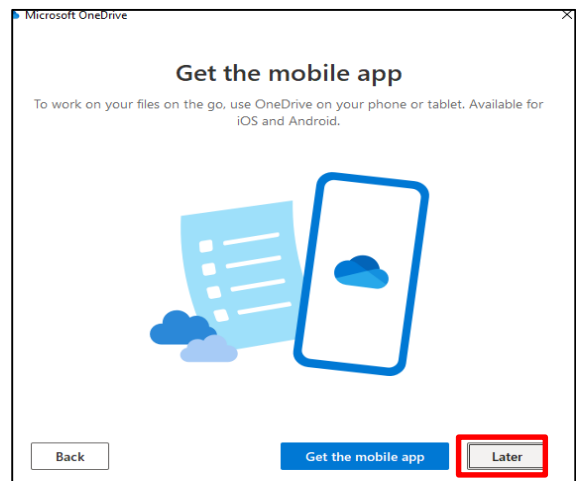 Microsoft OneDrive
Get the mobile app
To work on your files on the go, use OneDrive on your phone or tablet. Available for
iOS and Android.
Back
Get the mobile app
Later